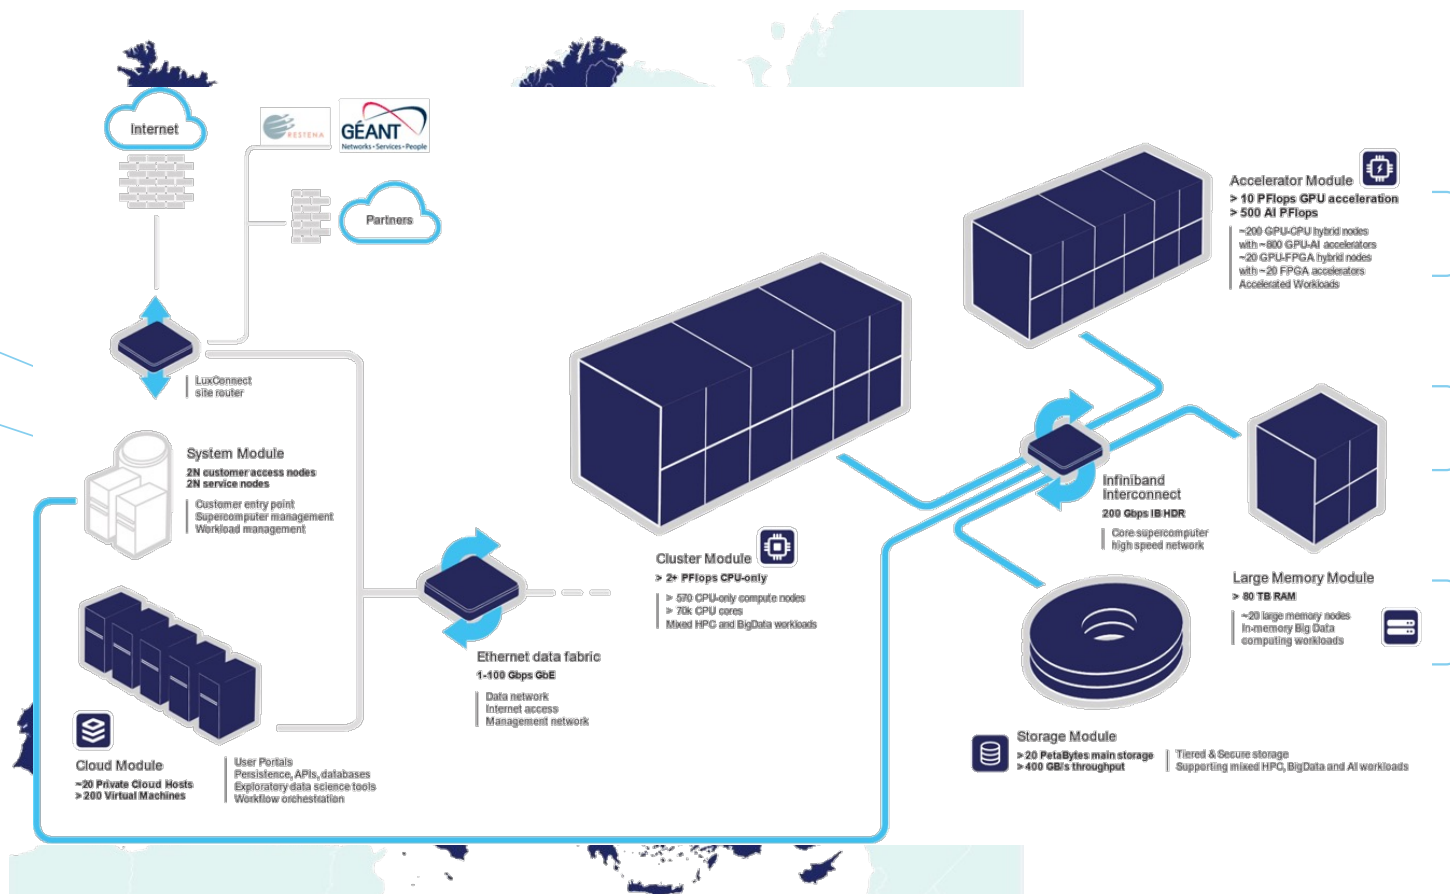 Internet
RESTENA
GÉANT
Networks • Services • People
Partners
LuxConnect
site router
System Module
2N customer access nodes
2N service nodes
Customer entry point
Supercomputer management
Workload management
Cloud Module
~20 Private Cloud Hosts
> 200 Virtual Machines
User Portals
Persistence, APIs, databases
Exploratory data science tools
Workflow orchestration
Ethernet data fabric
1-100 Gbps GbE
Data network
Internet access
Management network
Cluster Module
> 2+ PFlops CPU-only
> 570 CPU-only compute nodes
> 70k CPU cores
Mixed HPC and BigData workloads
Accelerator Module
> 10 PFlops GPU acceleration
> 500 AI PFlops
~200 GPU-CPU hybrid nodes
with ~800 GPU-AI accelerators
~20 GPU-FPGA hybrid nodes
with ~20 FPGA accelerators
Accelerated Workloads
Infiniband
Interconnect
200 Gbps IB HDR
Core supercomputer
high speed network
Large Memory Module
> 80 TB RAM
~20 large memory nodes
In-memory Big Data
computing workloads
Storage Module
> 20 PetaBytes main storage
> 400 GB/s throughput
Tiered & Secure storage
Supporting mixed HPC, BigData and AI workloads